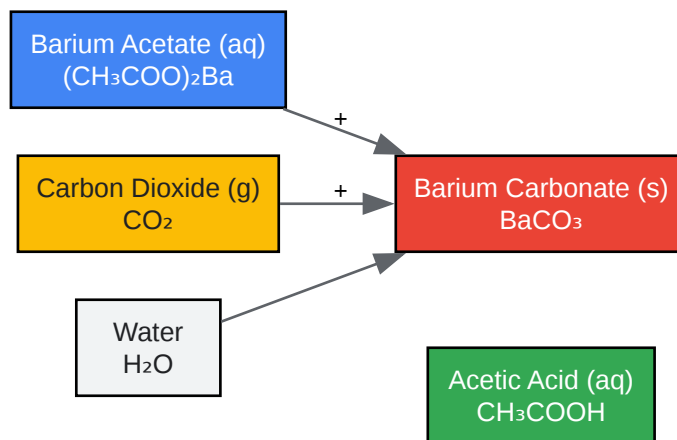 Barium Acetate (aq)
(CH₃COO)₂Ba
+
Carbon Dioxide (g)
CO₂
+
Barium Carbonate (s)
BaCO₃
Water
H₂O
Acetic Acid (aq)
CH₃COOH